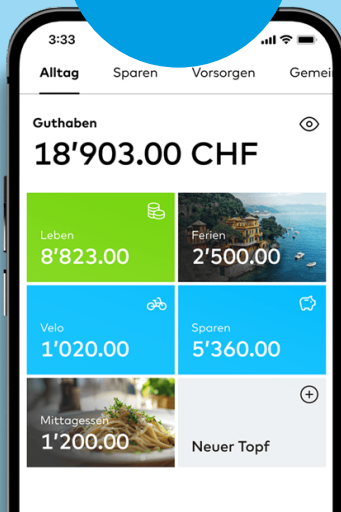 3:33
Alltag Sparen Vorsorgen Gemei
Guthaben
18’903.00 CHF
Leben
8’823.00
Ferien
2’500.00
Velo
1’020.00
Sparen
5’360.00
Mittagessen
1’200.00
Neuer Topf